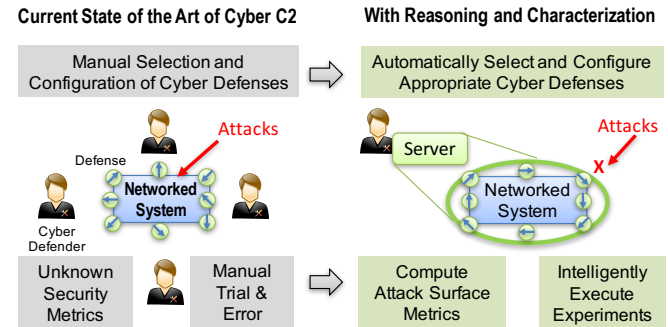 Current State of the Art of Cyber C2
With Reasoning and Characterization
Manual Selection and
Configuration of Cyber Defenses
Automatically Select and Configure
Appropriate Cyber Defenses
Attacks
Defense
Networked
System
Cyber
Defender
Server
Attacks
X
Networked
System
Unknown
Security
Metrics
Manual
Trial &
Error
Compute
Attack Surface
Metrics
Intelligently
Execute
Experiments